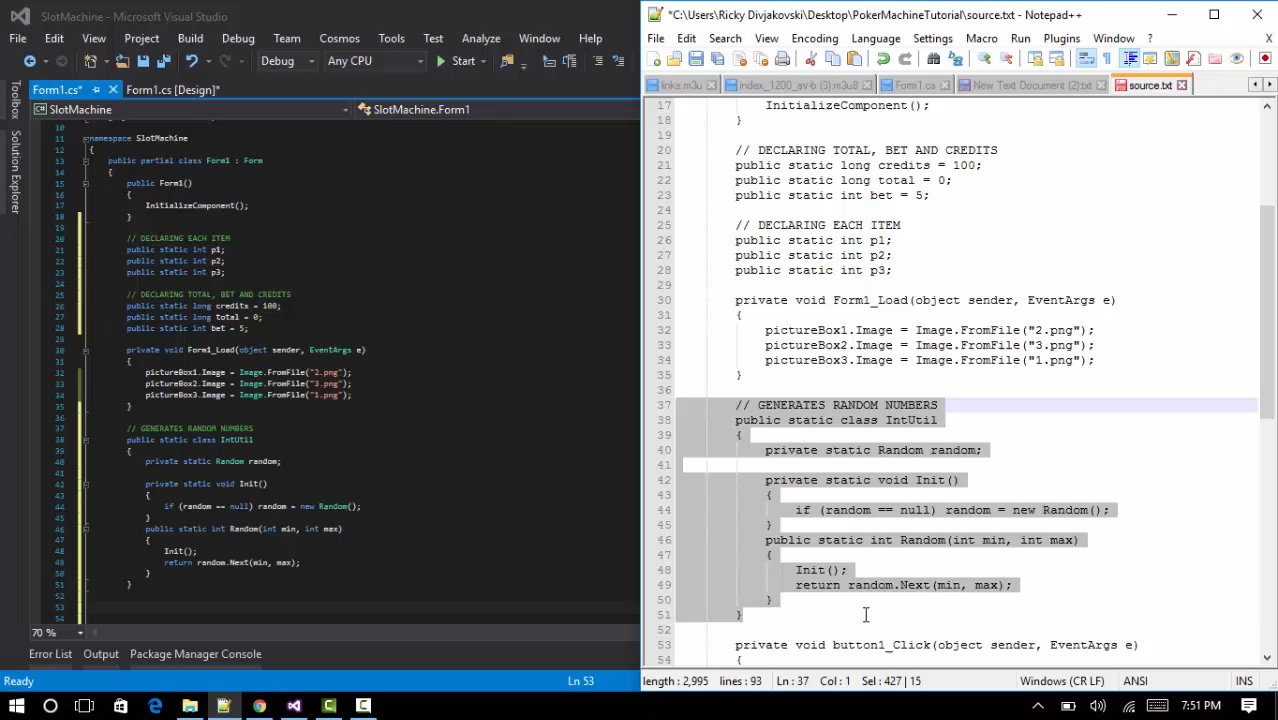 SlotMachine - Microsoft Visual Studio
File Edit View Project Build Debug Team
Tools Test Analyze Window Help
Debug Any CPU Start
Form1.cs* Form1.cs [Design]*
SlotMachine SlotMachine.Form1
Toolbox
Solution Explorer
10
11 namespace SlotMachine
12 {
13 public partial class Form1 : Form
14 {
15 public Form1()
16 {
17 InitializeComponent();
18 }
19
20 // DECLARING EACH ITEM
21 public static int p1;
22 public static int p2;
23 public static int p3;
24
25 // DECLARING TOTAL, BET AND CREDITS
26 public static long credits = 100;
27 public static long total = 0;
28 public static int bet = 5;
29
30 private void Form1_Load(object sender, EventArgs e)
31 {
32 pictureBox1.Image = Image.FromFile("2.png");
33 pictureBox2.Image = Image.FromFile("3.png");
34 pictureBox3.Image = Image.FromFile("1.png");
35 }
36
37 // GENERATES RANDOM NUMBERS
38 public static class IntUtil
39 {
40 private static Random random;
41
42 private static void Init()
43 {
44 if (random == null) random = new Random();
45 }
46 public static int Random(int min, int max)
47 {
48 Init();
49 return random.Next(min, max);
50 }
51 }
52
53
54
70 %
Error List Output Package Manager Console
Ready Ln 53
*C:\Users\Ricky Divjakovski\Desktop\PokerMachineTutorial\source.txt - Notepad++
File Edit Search View Encoding Language Settings Macro Run Plugins Window ? X
links.m3u index_1200_av-b (3).m3u8 Form1.cs New Text Document (2).txt source.txt
17 InitializeComponent();
18 }
19
20 // DECLARING TOTAL, BET AND CREDITS
21 public static long credits = 100;
22 public static long total = 0;
23 public static int bet = 5;
24
25 // DECLARING EACH ITEM
26 public static int p1;
27 public static int p2;
28 public static int p3;
29
30 private void Form1_Load(object sender, EventArgs e)
31 {
32 pictureBox1.Image = Image.FromFile("2.png");
33 pictureBox2.Image = Image.FromFile("3.png");
34 pictureBox3.Image = Image.FromFile("1.png");
35 }
36
37 // GENERATES RANDOM NUMBERS
38 public static class IntUtil
39 {
40 private static Random random;
41
42 private static void Init()
43 {
44 if (random == null) random = new Random();
45 }
46 public static int Random(int min, int max)
47 {
48 Init();
49 return random.Next(min, max);
50 }
51 }
52
53 private void button1_Click(object sender, EventArgs e)
54 {
length : 2,995 lines : 93 Ln : 37 Col : 1 Sel : 427 | 15 Windows (CR LF) ANSI INS
7:51 PM